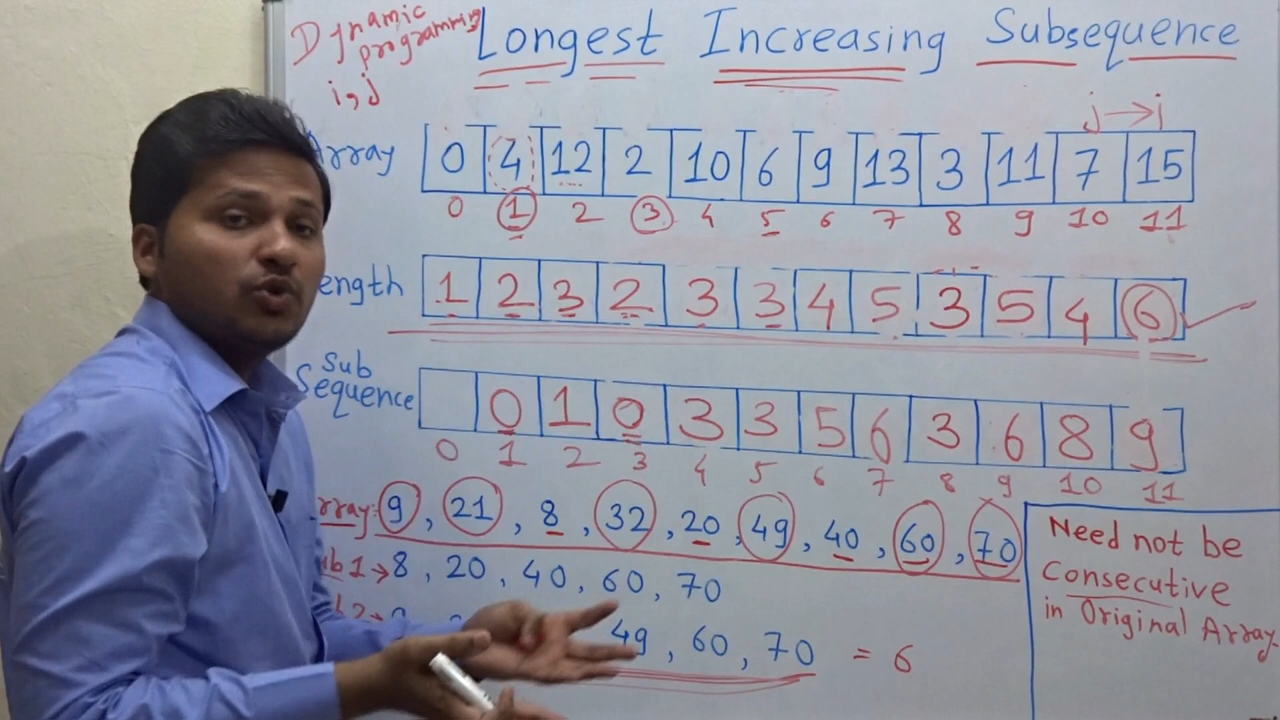 Dynamic programming
Longest Increasing Subsequence
i,j
j→i
Array 0 4 12 2 10 6 9 13 3 11 7 15
0 1 2 3 4 5 6 7 8 9 10 11
ength 1 2 3 2 3 3 4 5 3 5 4 6
Sub
Sequence 0 1 0 3 3 5 6 3 6 8 9
0 1 2 3 4 5 6 7 8 9 10 11
rray: 9, 21, 8, 32, 20, 49, 40, 60, 70
ub 1→ 8, 20, 40, 60, 70
49, 60, 70 = 6
Need not be
Consecutive
in Original Array.